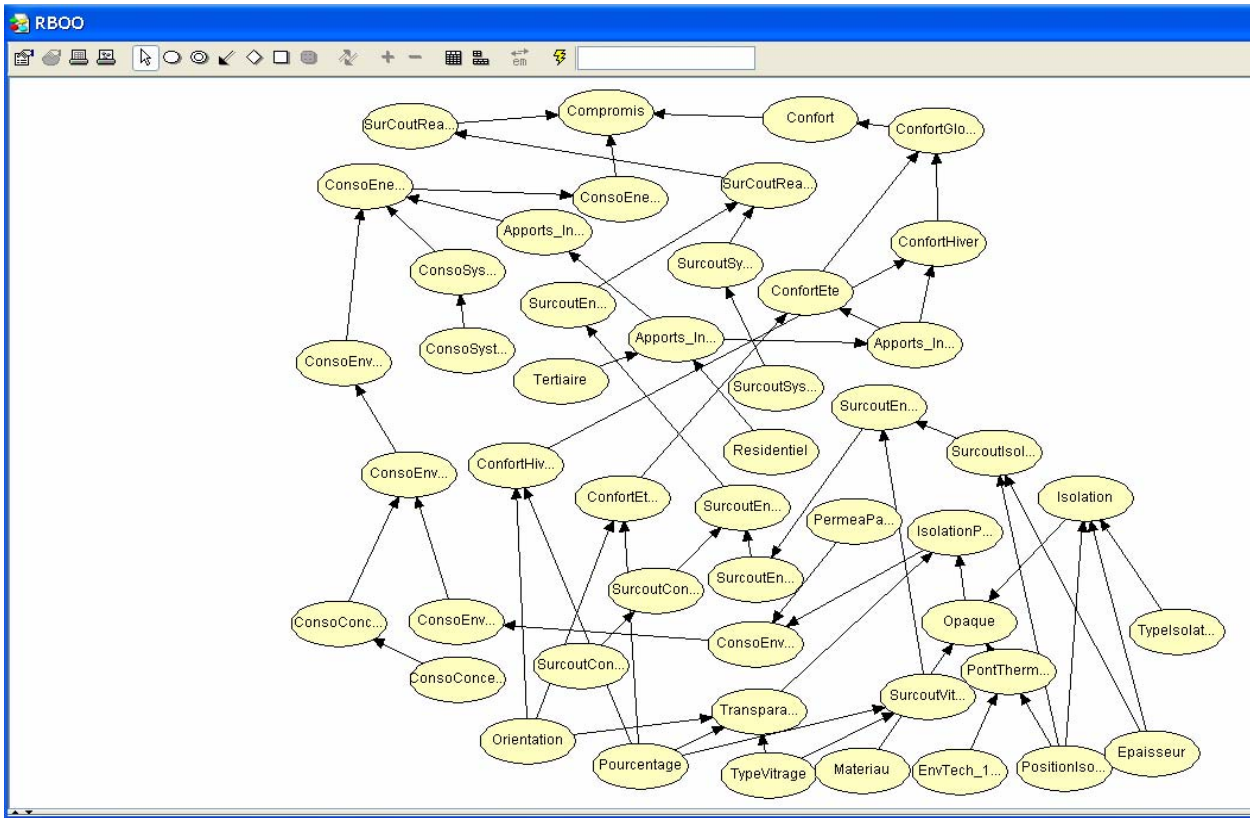 RBOO
em
Compromis
SurCoutRea...
Confort
ConfortGlo...
ConsoEne...
SurCoutRea...
ConsoEne...
Apports_In...
ConfortHiver
ConsoSys...
SurcoutSy...
ConfortEte
SurcoutEn...
Apports_In...
Apports_In...
ConsoSyst...
ConsoEnv...
Tertiaire
SurcoutSys...
SurcoutEn...
Residentiel
SurcoutIsol...
ConfortHiv...
ConsoEnv...
ConfortEt...
Isolation
SurcoutEn...
PermeaPa...
IsolationP...
SurcoutEn...
SurcoutCon...
ConsoConc...
ConsoEnv...
Opaque
TypeIsolat...
ConsoEnv...
SurcoutCon...
PontTherm...
ConsoConce...
SurcoutVit...
Transpara...
Orientation
Epaisseur
Pourcentage
TypeVitrage
Materiau
EnvTech_1...
PositionIso...